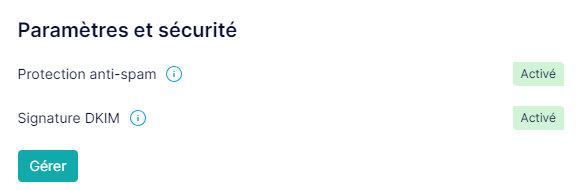 Paramètres et sécurité
Protection anti-spam Activé
Signature DKIM Activé
Gérer